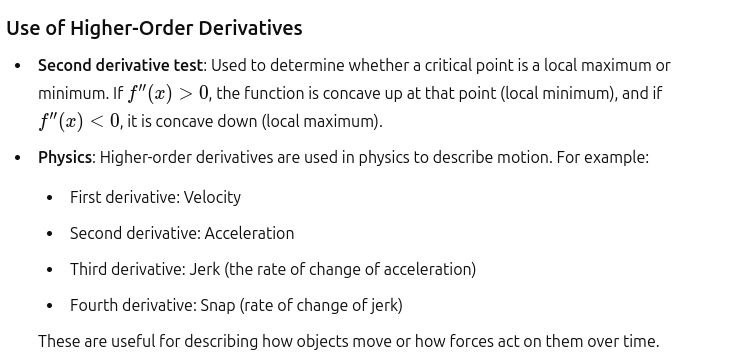 Use of Higher-Order Derivatives
• Second derivative test: Used to determine whether a critical point is a local maximum or
minimum. If f″(x) > 0, the function is concave up at that point (local minimum), and if
f″(x) < 0, it is concave down (local maximum).
• Physics: Higher-order derivatives are used in physics to describe motion. For example:
• First derivative: Velocity
• Second derivative: Acceleration
• Third derivative: Jerk (the rate of change of acceleration)
• Fourth derivative: Snap (rate of change of jerk)
These are useful for describing how objects move or how forces act on them over time.